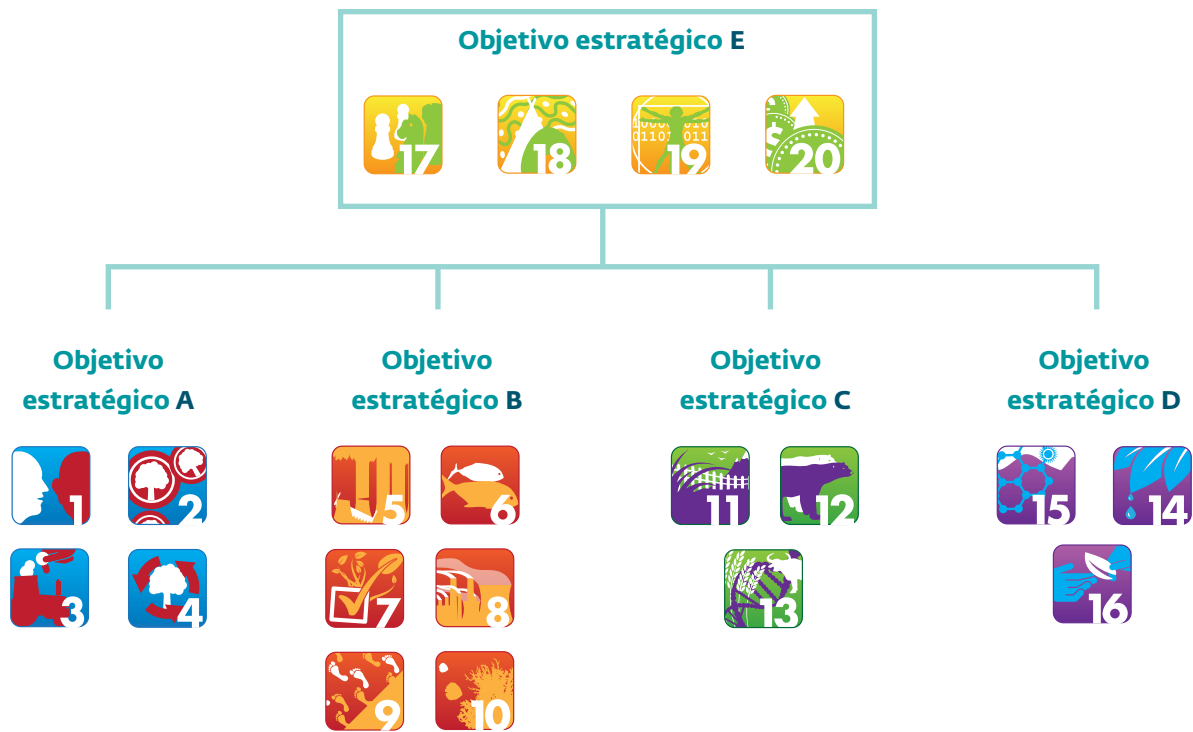 Objetivo estratégico E
17 18 19 20
Objetivo
estratégico A
1 2
3 4
Objetivo
estratégico B
5 6
7 8
9 10
Objetivo
estratégico C
11 12
13
Objetivo
estratégico D
15 14
16